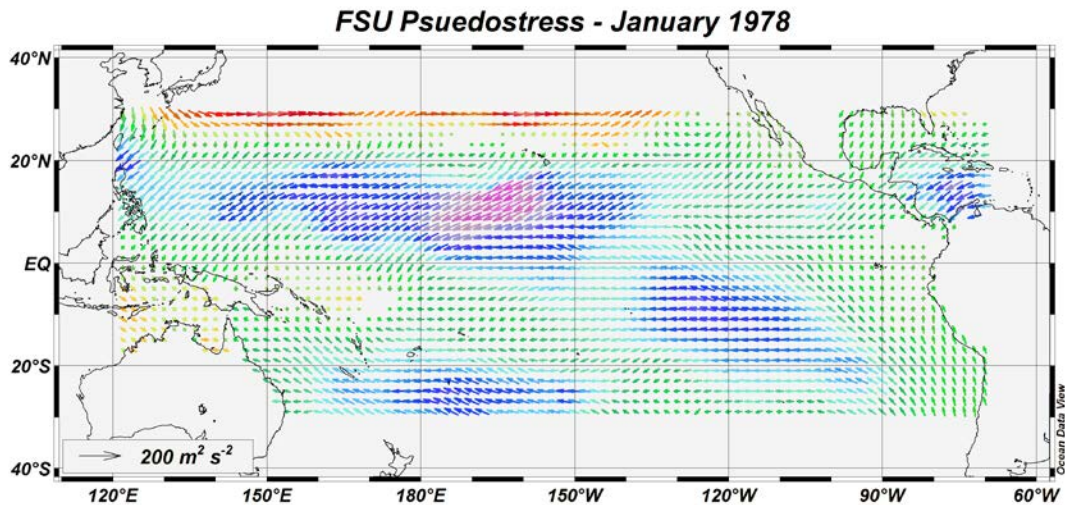 FSU Psuedostress - January 1978
40°N
20°N
EQ
20°S
40°S
200 m² s⁻²
120°E
150°E
180°E
150°W
120°W
90°W
60°W
Ocean Data View